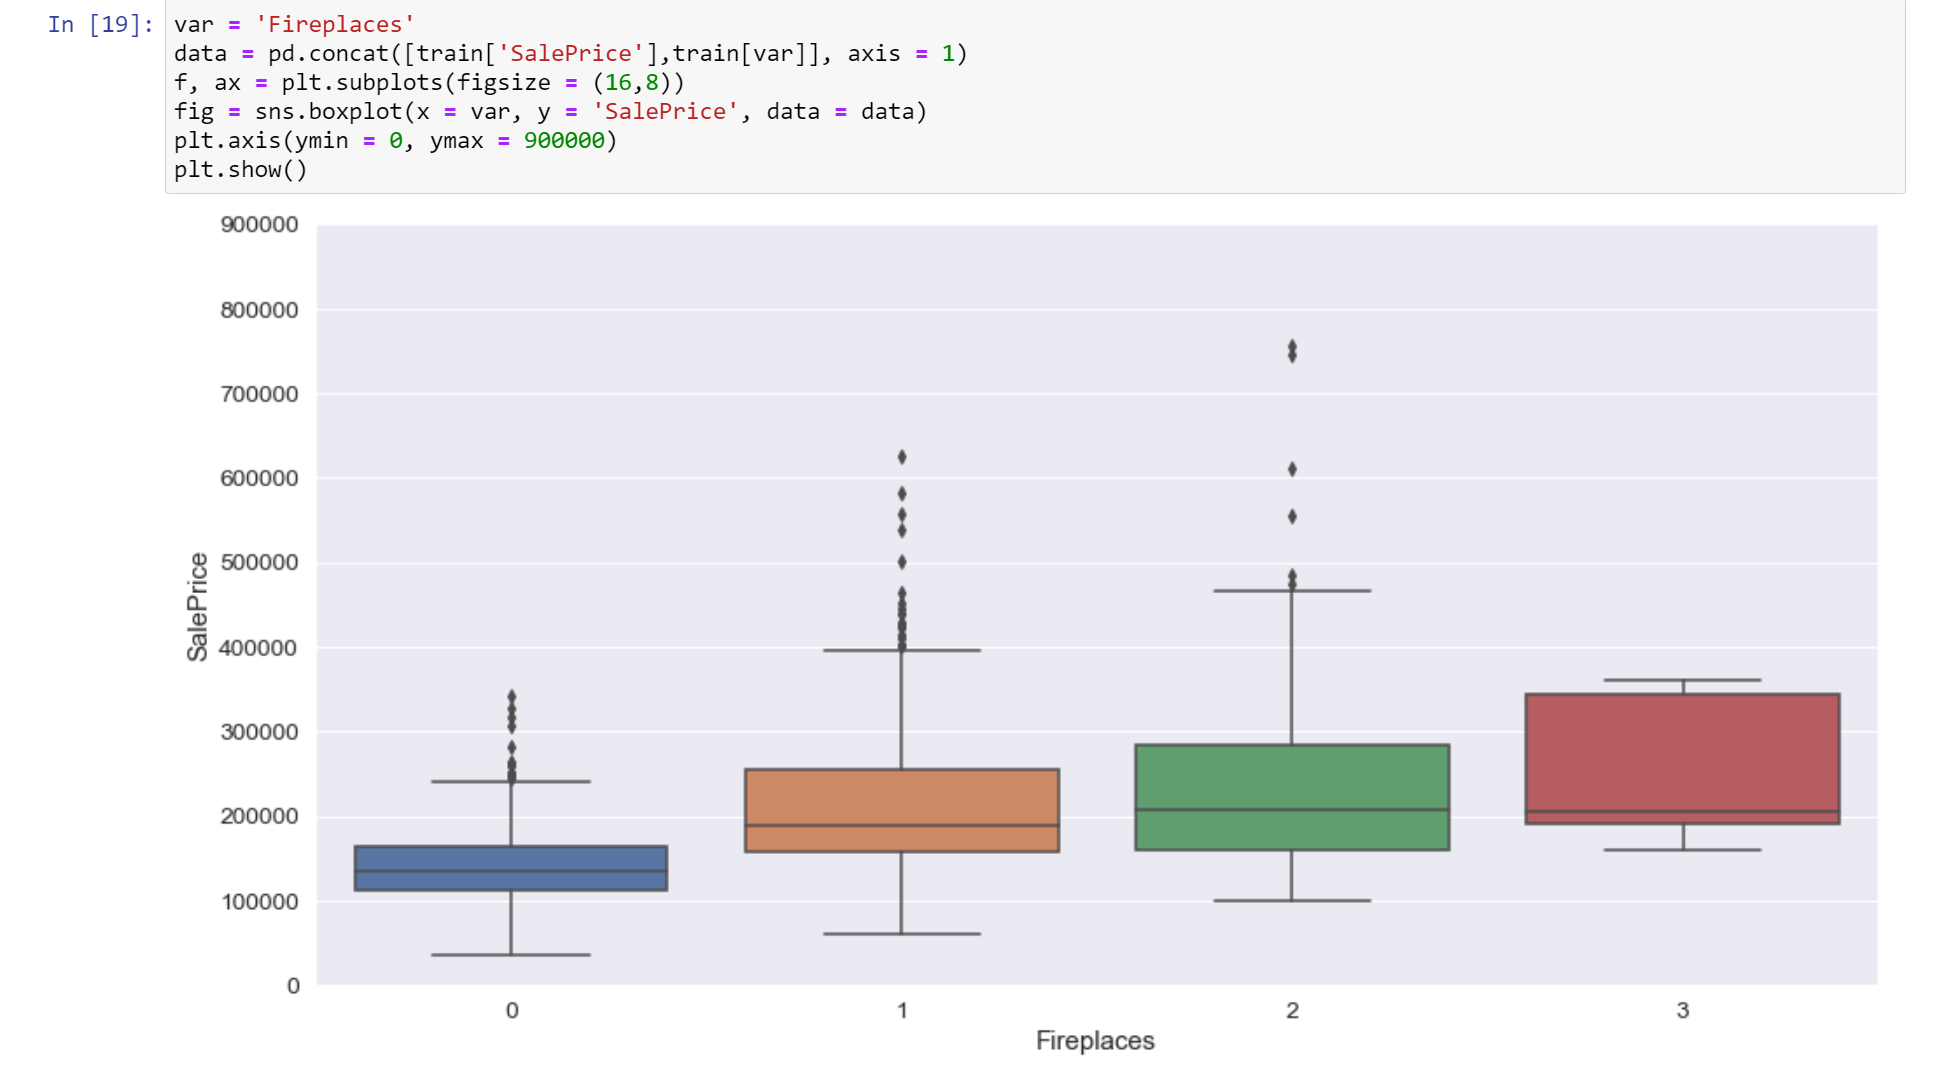 In [19]: var = 'Fireplaces'
data = pd.concat([train['SalePrice'],train[var]], axis = 1)
f, ax = plt.subplots(figsize = (16,8))
fig = sns.boxplot(x = var, y = 'SalePrice', data = data)
plt.axis(ymin = 0, ymax = 900000)
plt.show()
900000
800000
700000
600000
500000
400000
300000
200000
100000
0
SalePrice
0 1 2 3
Fireplaces